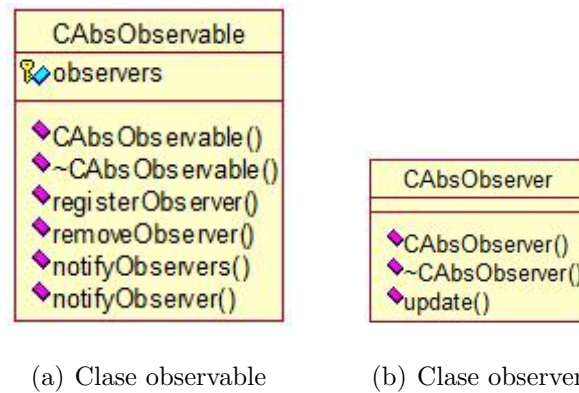 CAbsObservable
observers
CAbsObservable()
~CAbsObservable()
registerObserver()
removeObserver()
notifyObservers()
notifyObserver()
CAbsObserver
CAbsObserver()
~CAbsObserver()
update()
(a) Clase observable
(b) Clase observer